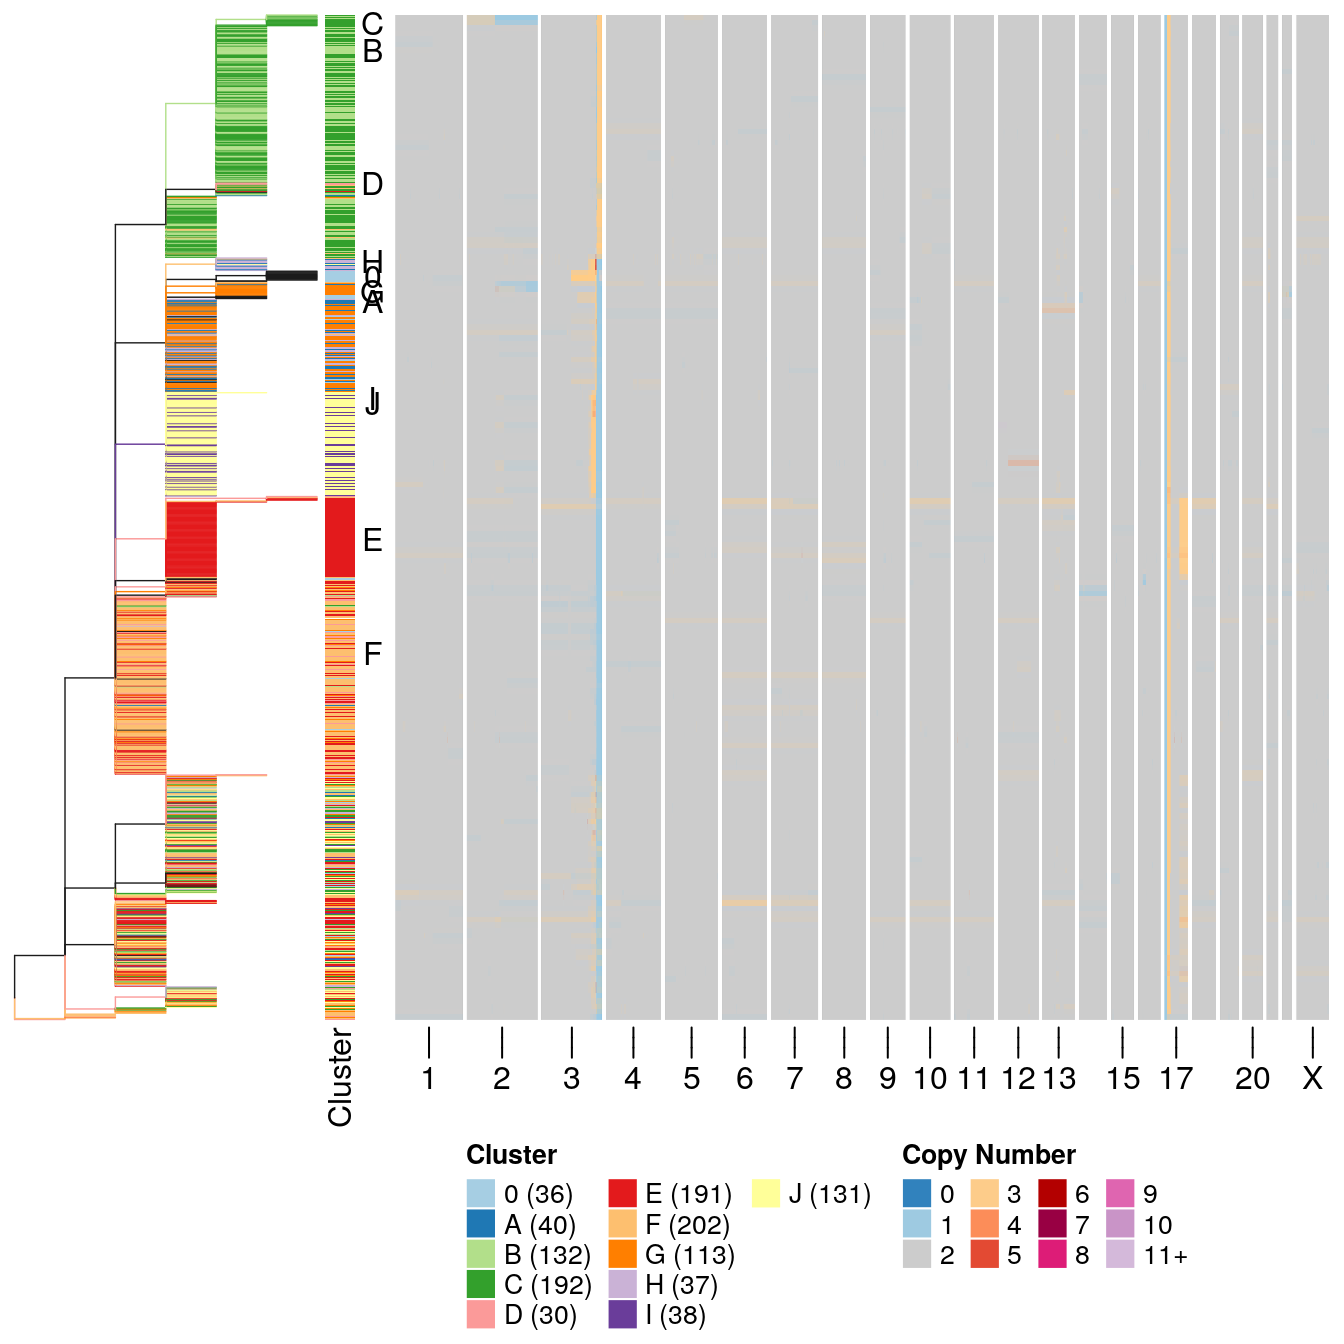 C
B
D
H
0
G
A
I
J
E
F
Cluster
1 2 3 4 5 6 7 8 9 10 11 12 13 15 17 20 X
Cluster
0 (36) E (191) J (131)
A (40) F (202)
B (132) G (113)
C (192) H (37)
D (30) I (38)
Copy Number
0 3 6 9
1 4 7 10
2 5 8 11+